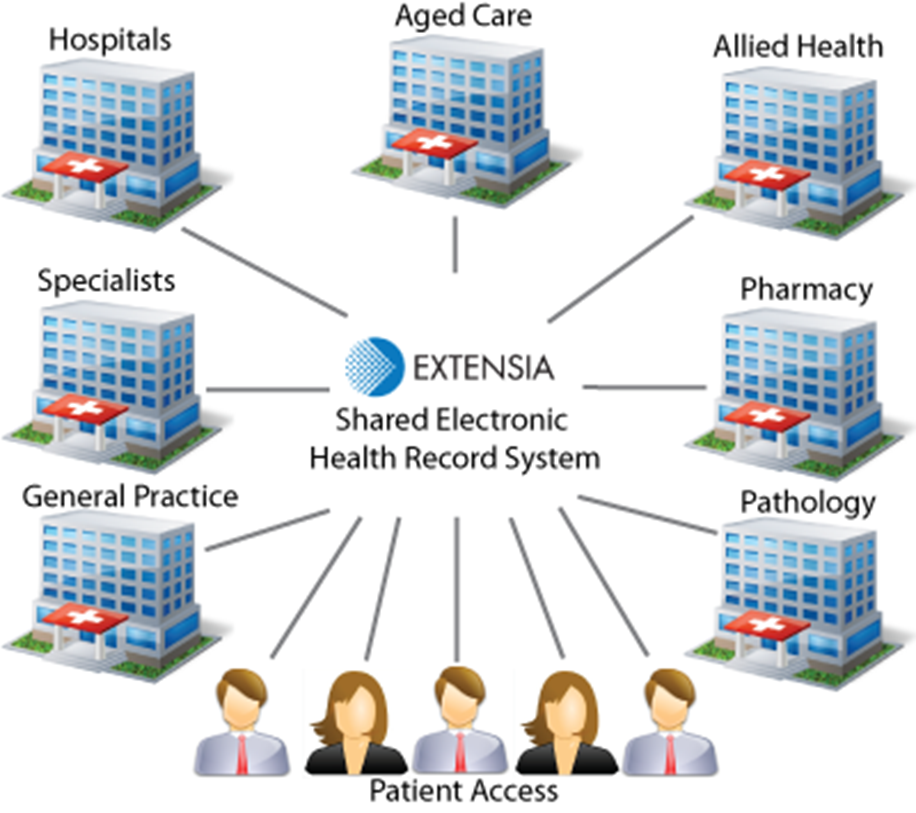 Hospitals
Aged Care
Allied Health
Specialists
Pharmacy
EXTENSIA
Shared Electronic
Health Record System
General Practice
Pathology
Patient Access